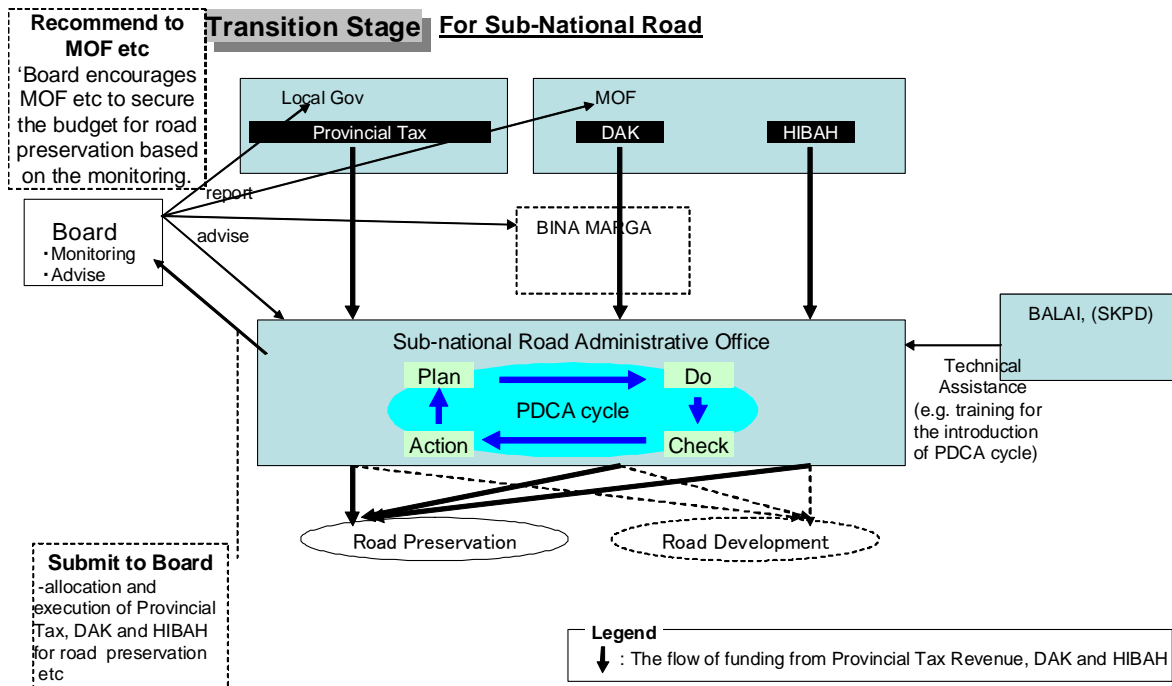 Recommend to
MOF etc
‘Board encourages
MOF etc to secure
the budget for road
preservation based
on the monitoring.
Transition Stage
For Sub-National Road
Local Gov
Provincial Tax
MOF
DAK
HIBAH
report
advise
Board
・Monitoring
・Advise
BINA MARGA
BALAI, (SKPD)
Technical
Assistance
(e.g. training for
the introduction
of PDCA cycle)
Sub-national Road Administrative Office
Plan
Do
PDCA cycle
Action
Check
Road Preservation
Road Development
Submit to Board
-allocation and
execution of Provincial
Tax, DAK and HIBAH
for road preservation
etc
Legend
: The flow of funding from Provincial Tax Revenue, DAK and HIBAH